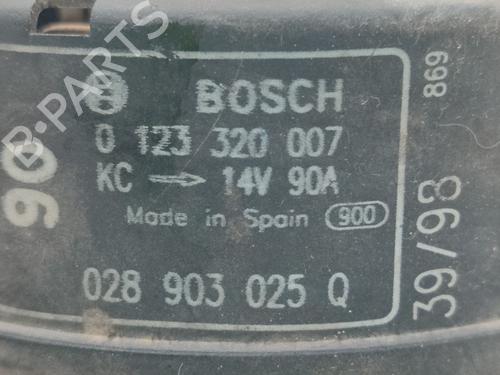 B-PARTS
BOSCH
0 123 320 007
KC → 14V 90A
Made in Spain 900
028 903 025 Q
90
869
39/98